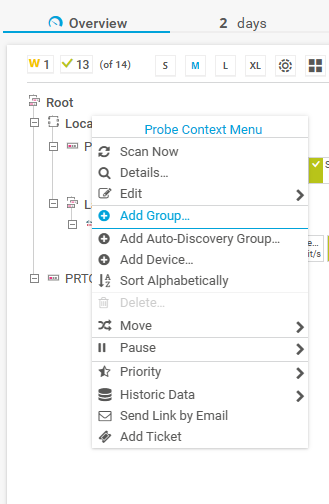 Overview 2 days
W 1 13 (of 14) S M L XL
Root
Loca
Probe Context Menu
P
Scan Now
Details...
Edit
L
Add Group...
Add Auto-Discovery Group...
Add Device...
it/s
PRTC
Sort Alphabetically
Delete...
Move
Pause
Priority
Historic Data
Send Link by Email
Add Ticket